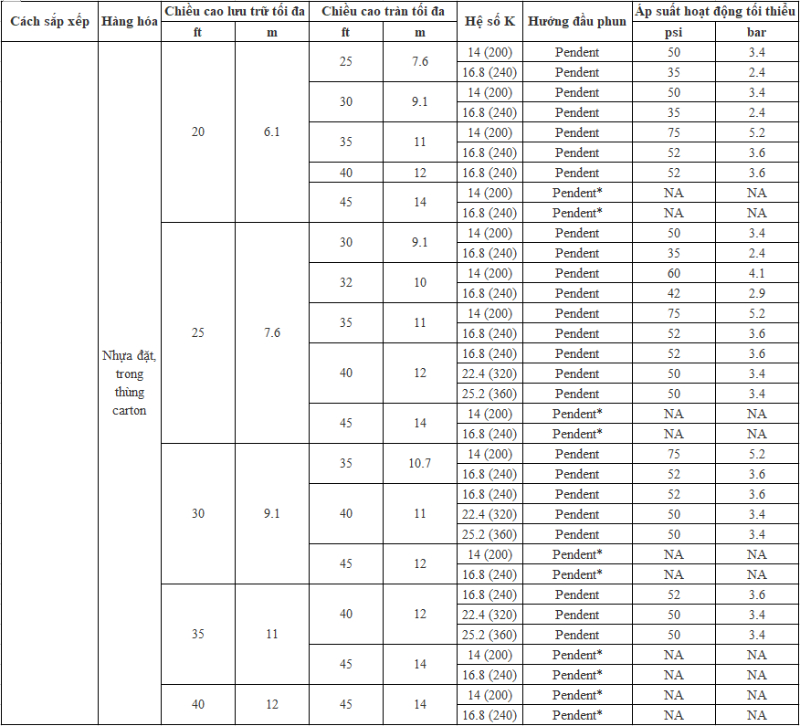 Cách sắp xếp Hàng hóa Chiều cao lưu trữ tối đa Chiều cao trần tối đa Hệ số K Hướng đầu phun Áp suất hoạt động tối thiểu
ft m ft m psi bar
Nhựa đặt,
trong
thùng
carton
20 6.1 25 7.6 14 (200) Pendent 50 3.4
16.8 (240) Pendent 35 2.4
30 9.1 14 (200) Pendent 50 3.4
16.8 (240) Pendent 35 2.4
35 11 14 (200) Pendent 75 5.2
16.8 (240) Pendent 52 3.6
40 12 16.8 (240) Pendent 52 3.6
45 14 14 (200) Pendent* NA NA
16.8 (240) Pendent* NA NA
25 7.6 30 9.1 14 (200) Pendent 50 3.4
16.8 (240) Pendent 35 2.4
32 10 14 (200) Pendent 60 4.1
16.8 (240) Pendent 42 2.9
35 11 14 (200) Pendent 75 5.2
16.8 (240) Pendent 52 3.6
40 12 16.8 (240) Pendent 52 3.6
22.4 (320) Pendent 50 3.4
25.2 (360) Pendent 50 3.4
45 14 14 (200) Pendent* NA NA
16.8 (240) Pendent* NA NA
30 9.1 35 10.7 14 (200) Pendent 75 5.2
16.8 (240) Pendent 52 3.6
40 11 16.8 (240) Pendent 52 3.6
22.4 (320) Pendent 50 3.4
25.2 (360) Pendent 50 3.4
45 12 14 (200) Pendent* NA NA
16.8 (240) Pendent* NA NA
35 11 40 12 16.8 (240) Pendent 52 3.6
22.4 (320) Pendent 50 3.4
25.2 (360) Pendent 50 3.4
45 14 14 (200) Pendent* NA NA
16.8 (240) Pendent* NA NA
40 12 45 14 14 (200) Pendent* NA NA
16.8 (240) Pendent* NA NA